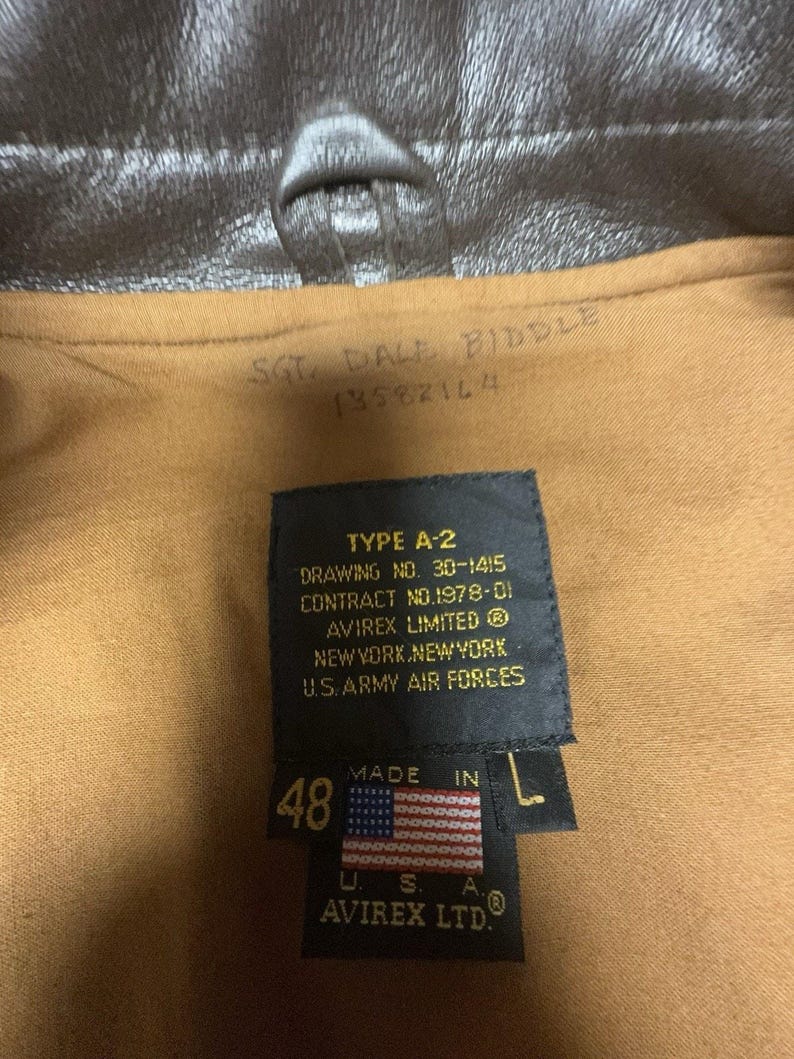 SGT. DALE BIDDLE
13582164
TYPE A-2
DRAWING NO. 30-1415
CONTRACT NO.1978-01
AVIREX LIMITED ®
NEW YORK,NEW YORK
U.S. ARMY AIR FORCES
48
MADE IN
L
U. S. A.
AVIREX LTD.®